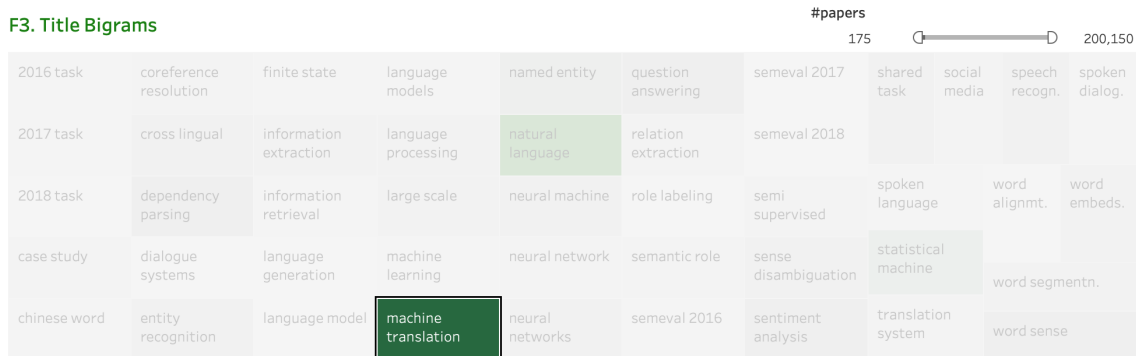 F3. Title Bigrams
#papers
175
200,150
2016 task
coreference
resolution
finite state
language
models
named entity
question
answering
semeval 2017
shared
task
social
media
speech
recogn.
spoken
dialog.
2017 task
cross lingual
information
extraction
language
processing
natural
language
relation
extraction
semeval 2018
2018 task
dependency
parsing
information
retrieval
large scale
neural machine
role labeling
semi
supervised
spoken
language
word
alignmt.
word
embeds.
case study
dialogue
systems
language
generation
machine
learning
neural network
semantic role
sense
disambiguation
statistical
machine
word segmentn.
chinese word
entity
recognition
language model
machine
translation
neural
networks
semeval 2016
sentiment
analysis
translation
system
word sense